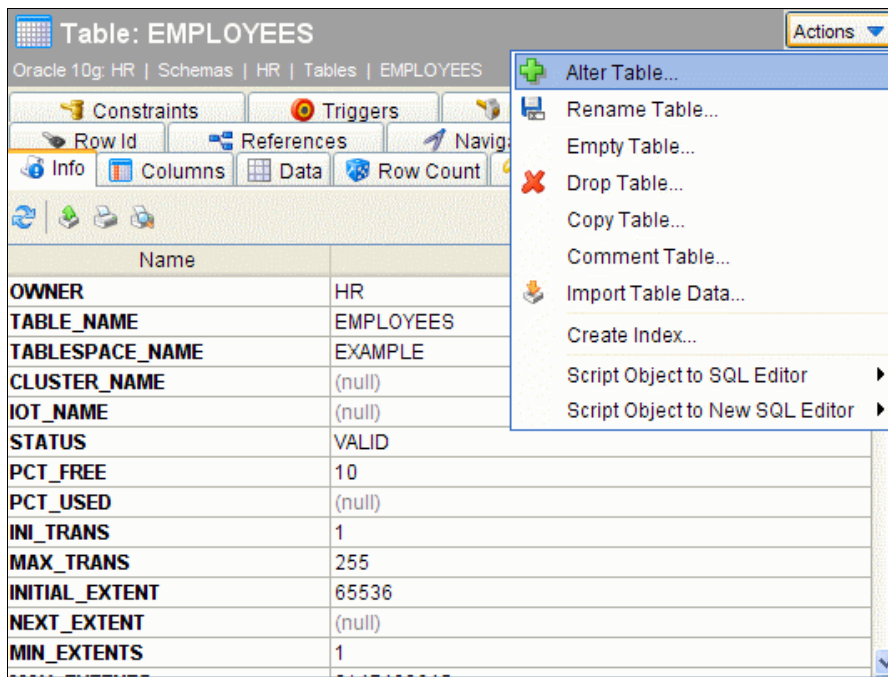 Table: EMPLOYEES
Actions
Oracle 10g: HR | Schemas | HR | Tables | EMPLOYEES
Alter Table...
Rename Table...
Empty Table...
Drop Table...
Copy Table...
Comment Table...
Import Table Data...
Create Index...
Script Object to SQL Editor
Script Object to New SQL Editor
Constraints Triggers
Row Id References
Info Columns Data Row Count
Name
OWNER HR
TABLE_NAME EMPLOYEES
TABLESPACE_NAME EXAMPLE
CLUSTER_NAME (null)
IOT_NAME (null)
STATUS VALID
PCT_FREE 10
PCT_USED (null)
INI_TRANS 1
MAX_TRANS 255
INITIAL_EXTENT 65536
NEXT_EXTENT (null)
MIN_EXTENTS 1